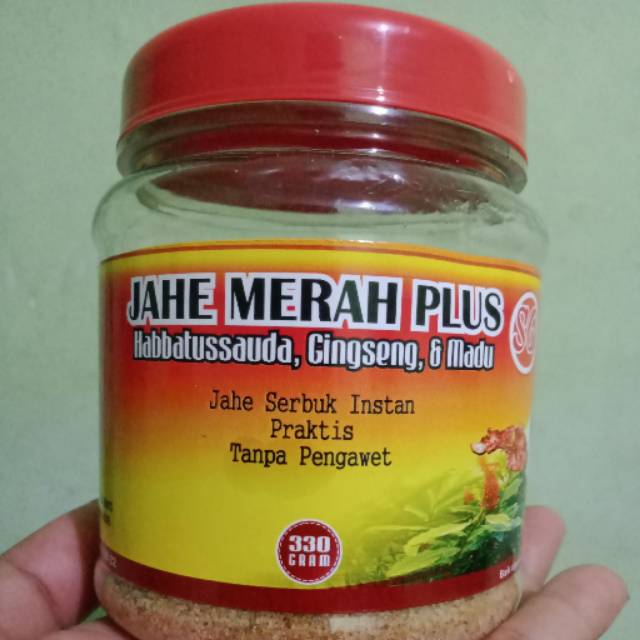 JAHE MERAH PLUS
Habbatussauda, Gingseng, & Madu
Jahe Serbuk Instan
Praktis
Tanpa Pengawet
330
GRAM